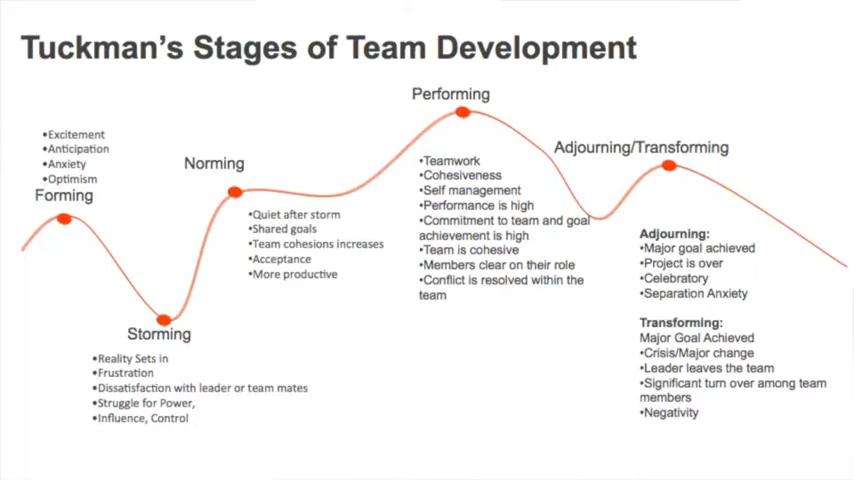 Tuckman's Stages of Team Development
•Excitement
•Anticipation
•Anxiety
•Optimism
Forming
Storming
•Reality Sets in
•Frustration
•Dissatisfaction with leader or team mates
•Struggle for Power,
•Influence, Control
Norming
•Quiet after storm
•Shared goals
•Team cohesions increases
•Acceptance
•More productive
Performing
•Teamwork
•Cohesiveness
•Self management
•Performance is high
•Commitment to team and goal
achievement is high
•Team is cohesive
•Members clear on their role
•Conflict is resolved within the
team
Adjourning/Transforming
Adjourning:
•Major goal achieved
•Project is over
•Celebratory
•Separation Anxiety
Transforming:
Major Goal Achieved
•Crisis/Major change
•Leader leaves the team
•Significant turn over among team
members
•Negativity